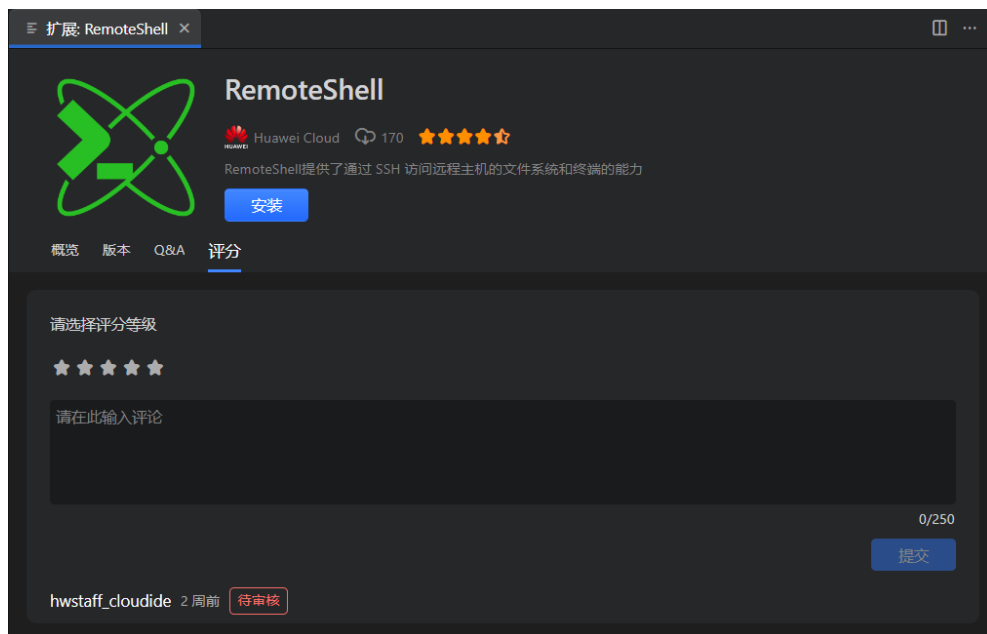 扩展: RemoteShell
RemoteShell
HUAWEI Huawei Cloud 170
RemoteShell提供了通过 SSH 访问远程主机的文件系统和终端的能力
安装
概览 版本 Q&A 评分
请选择评分等级
请在此输入评论
0/250
提交
hwstaff_cloudide 2 周前 待审核